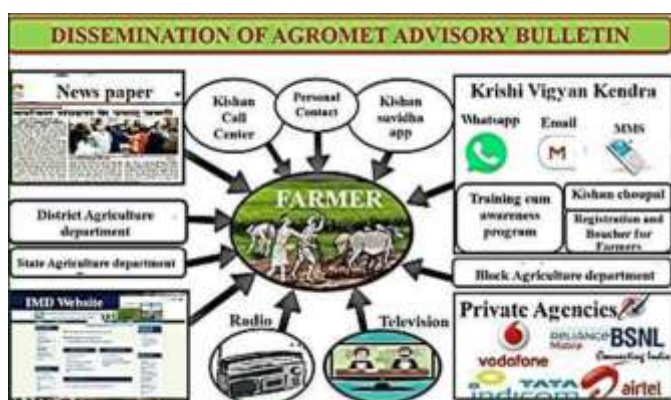 DISSEMINATION OF AGROMET ADVISORY BULLETIN
News paper
Kishan
Call
Center
Personal
Contact
Kishan
suvidha
app
Krishi Vigyan Kendra
Whatsapp
Email
MMS
FARMER
Training cum
awareness
program
Kishan choupal
Registration and
Boucher for
Farmers
District Agriculture
department
State Agriculture department
Block Agriculture department
IMD Website
Radio
Television
Private Agencies
vodafone
RELIANCE
BSNL
Connecting India
TATA
indicom
airtel